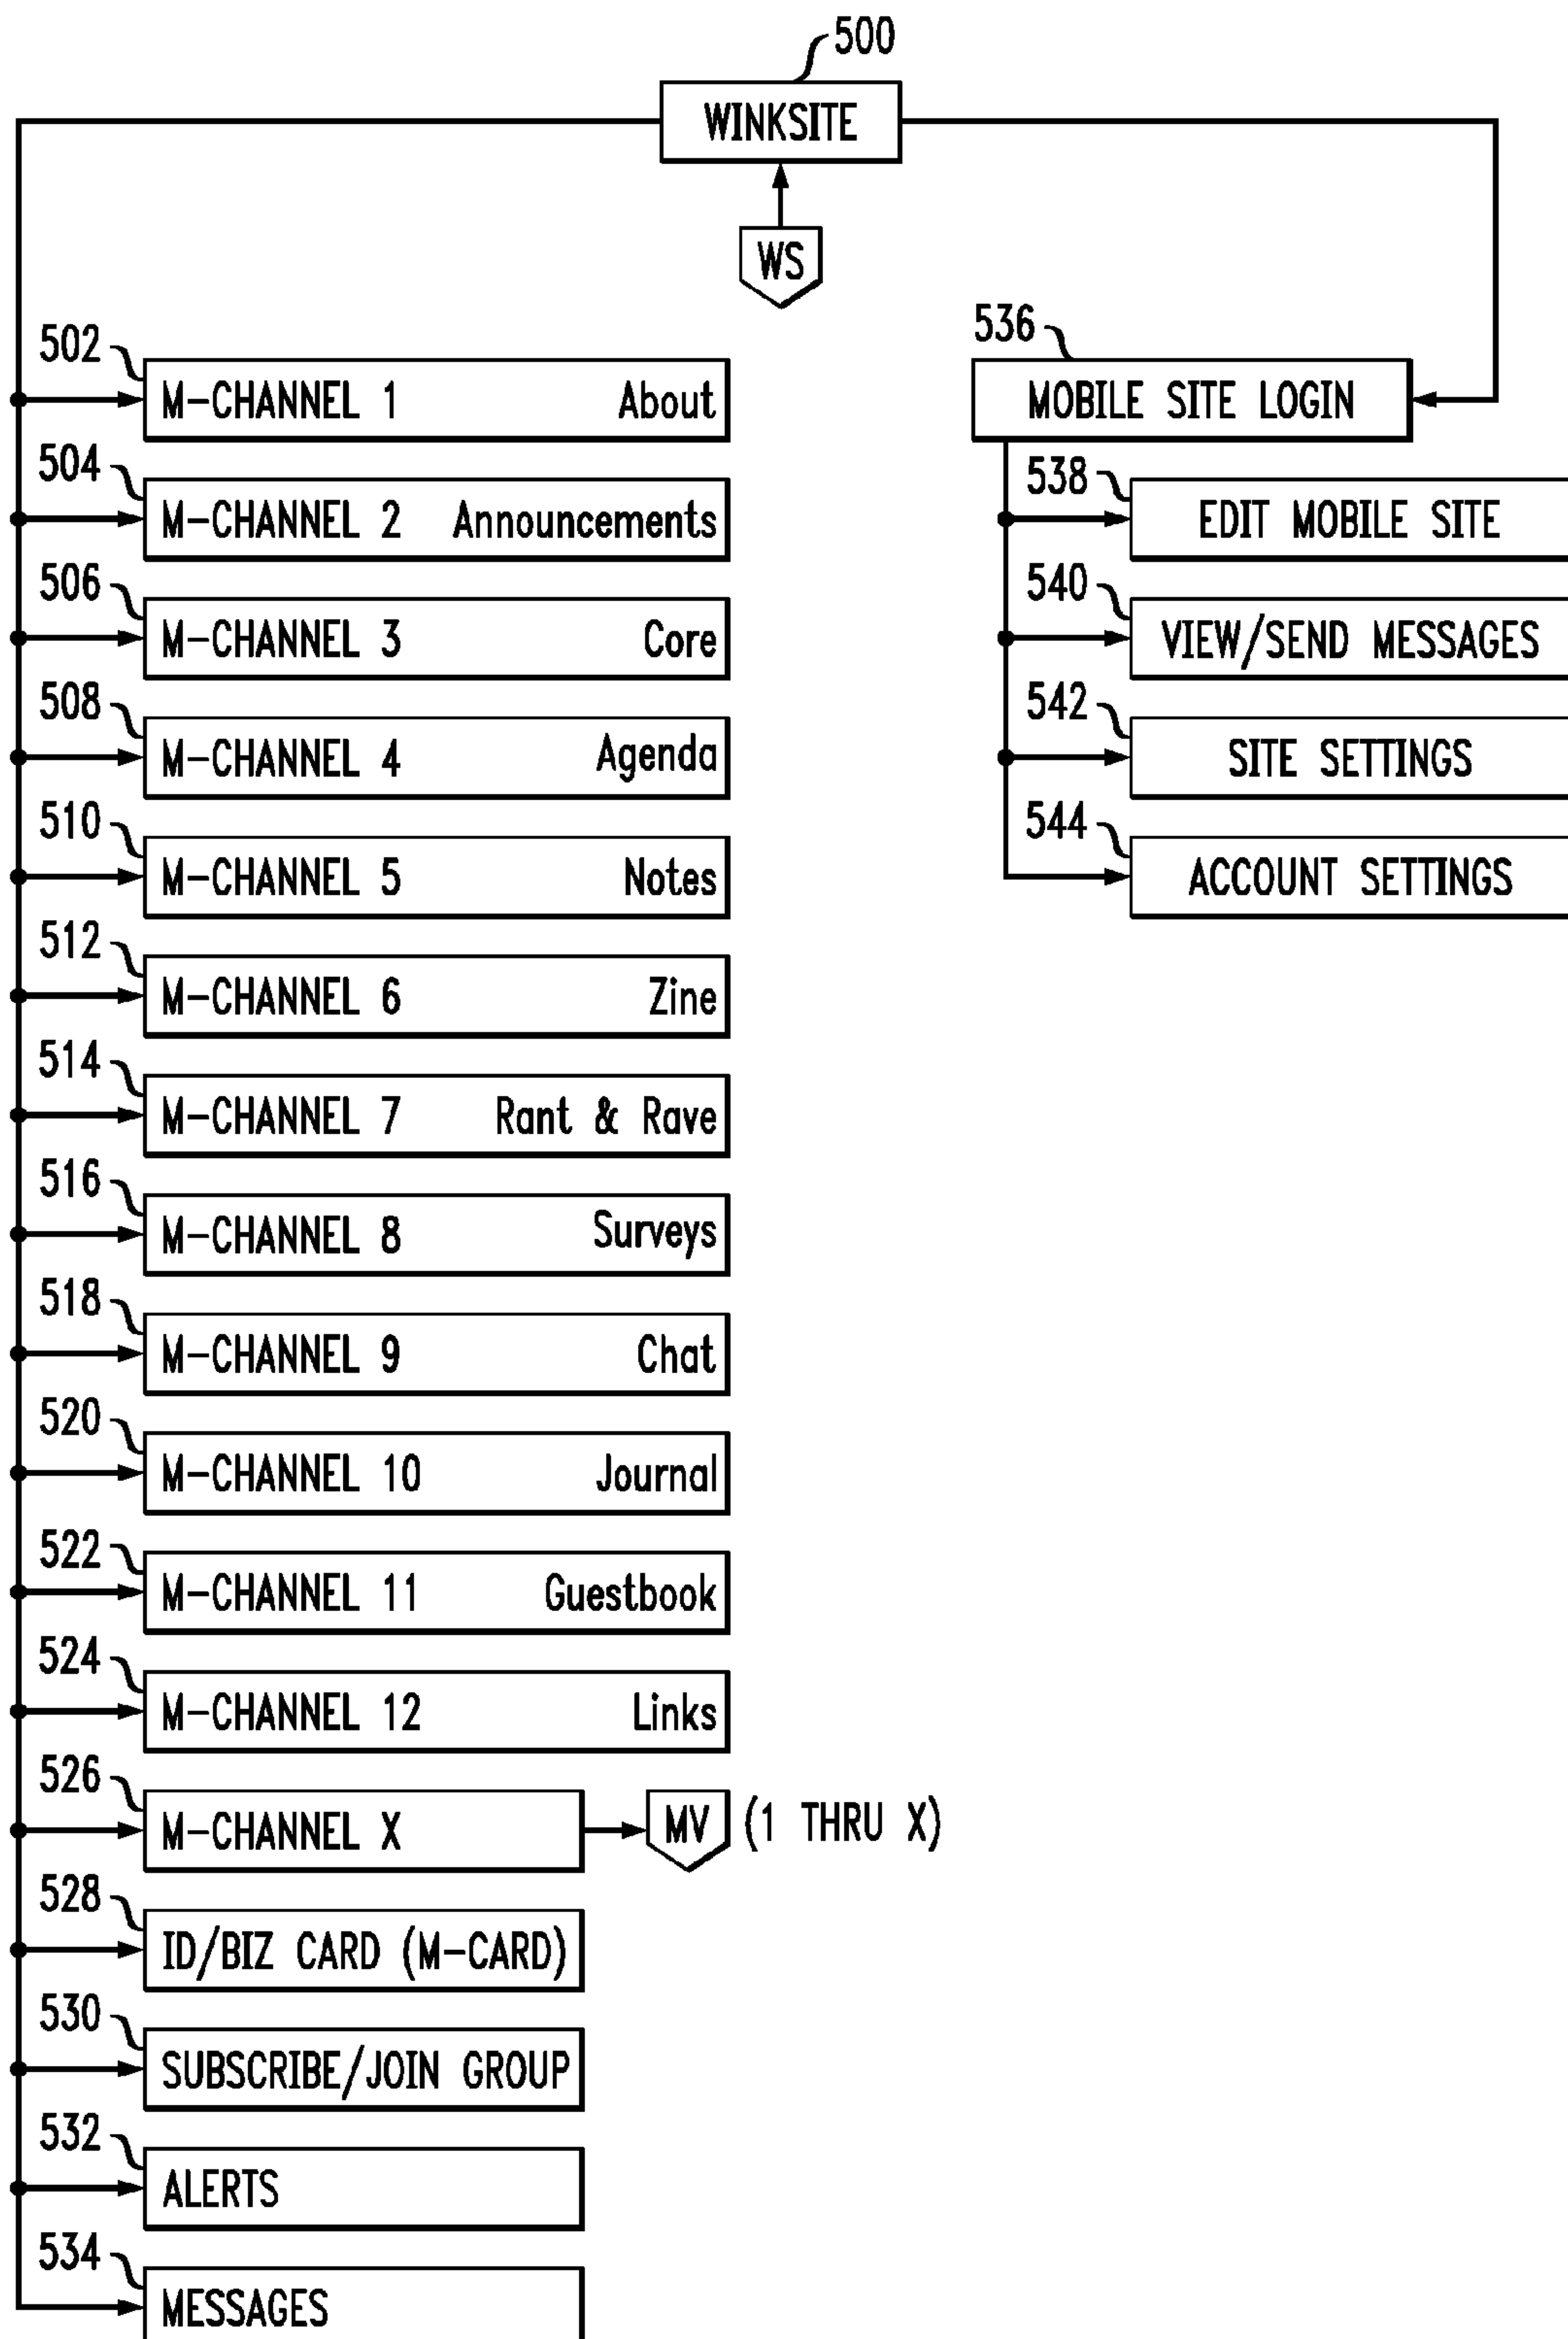 500
WINKSITE
WS
502
M-CHANNEL 1 About
504
M-CHANNEL 2 Announcements
506
M-CHANNEL 3 Core
508
M-CHANNEL 4 Agenda
510
M-CHANNEL 5 Notes
512
M-CHANNEL 6 Zine
514
M-CHANNEL 7 Rant & Rave
516
M-CHANNEL 8 Surveys
518
M-CHANNEL 9 Chat
520
M-CHANNEL 10 Journal
522
M-CHANNEL 11 Guestbook
524
M-CHANNEL 12 Links
526
M-CHANNEL X MV (1 THRU X)
528
ID/BIZ CARD (M-CARD)
530
SUBSCRIBE/JOIN GROUP
532
ALERTS
534
MESSAGES
536
MOBILE SITE LOGIN
538
EDIT MOBILE SITE
540
VIEW/SEND MESSAGES
542
SITE SETTINGS
544
ACCOUNT SETTINGS